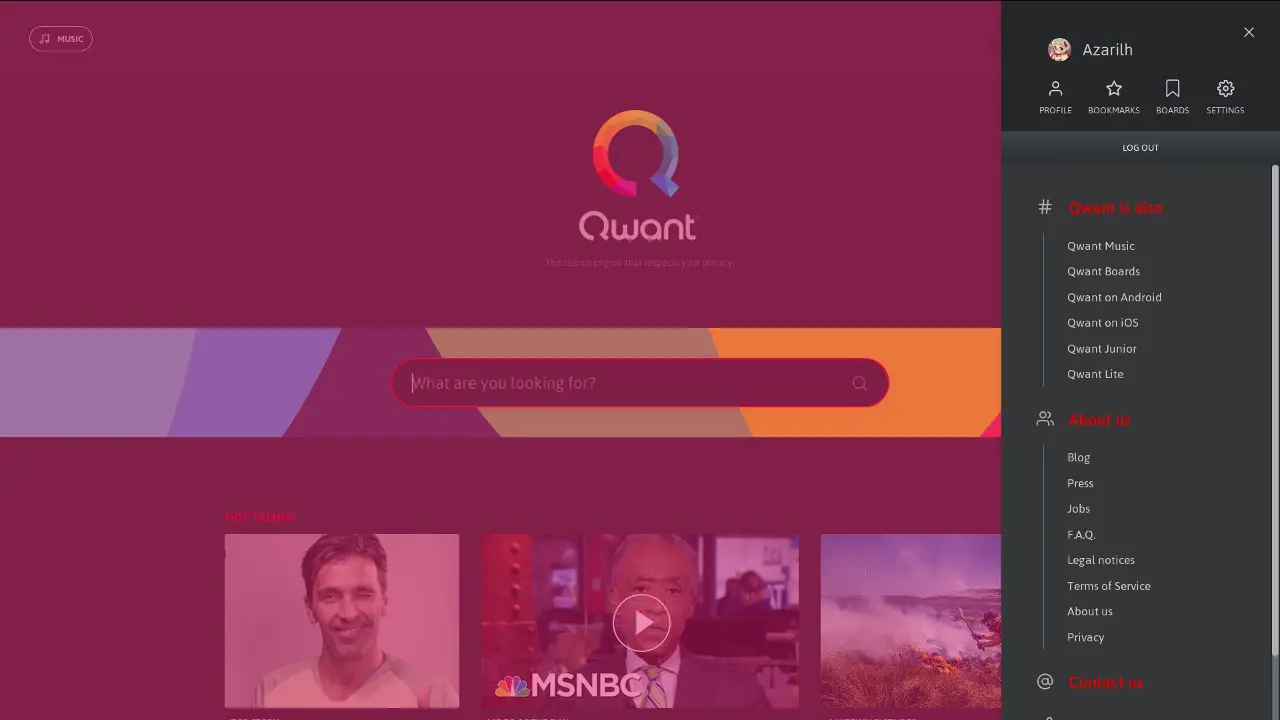 MUSIC
Qwant
The search engine that respects your privacy
What are you looking for?
HOT TRENDS
MSNBC
Azarilh
PROFILE
BOOKMARKS
BOARDS
SETTINGS
LOG OUT
# Qwant is also
Qwant Music
Qwant Boards
Qwant on Android
Qwant on iOS
Qwant Junior
Qwant Lite
About us
Blog
Press
Jobs
F.A.Q.
Legal notices
Terms of Service
About us
Privacy
@ Contact us